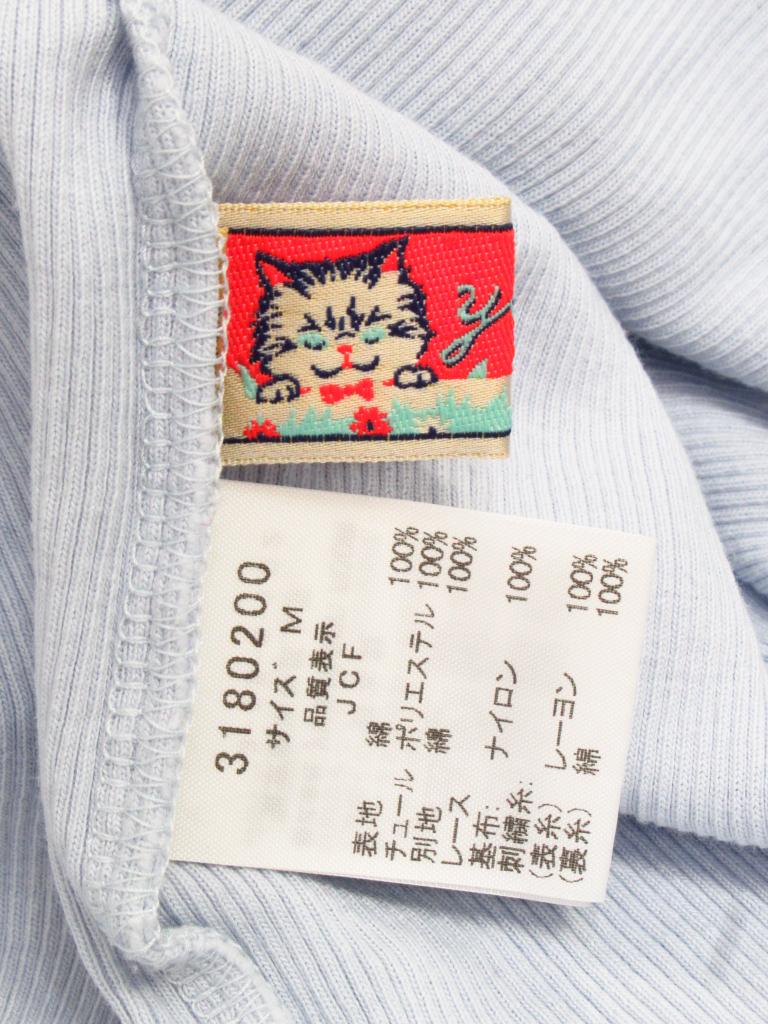 y
3180200
サイズ M
品質表示
JCF
表地 綿 100%
チュール ポリエステル 100%
別地 綿 100%
レース
基布: ナイロン 100%
刺繍糸:
(表糸) レーヨン 100%
(裏糸) 綿 100%